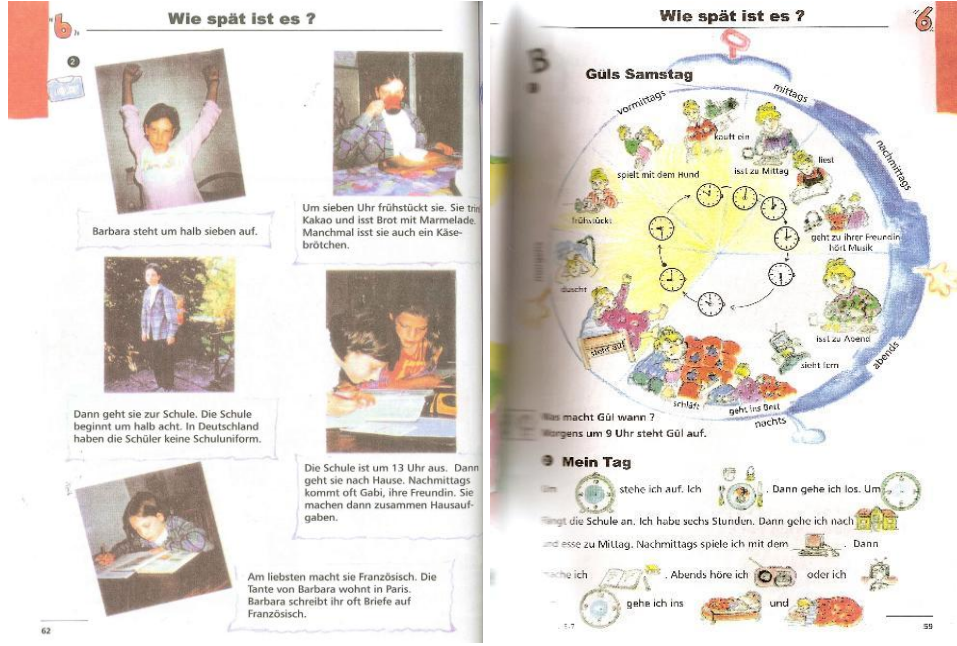 6
Wie spät ist es ?
2
Barbara steht um halb sieben auf.
Um sieben Uhr frühstückt sie. Sie trin
Kakao und isst Brot mit Marmelade.
Manchmal isst sie auch ein Käse-
brötchen.
Dann geht sie zur Schule. Die Schule
beginnt um halb acht. In Deutschland
haben die Schüler keine Schuluniform.
Die Schule ist um 13 Uhr aus. Dann
geht sie nach Hause. Nachmittags
kommt oft Gabi, ihre Freundin. Sie
machen dann zusammen Hausauf-
gaben.
Am liebsten macht sie Französisch. Die
Tante von Barbara wohnt in Paris.
Barbara schreibt ihr oft Briefe auf
Französisch.
62
Wie spät ist es ?
6
B
Güls Samstag
vormittags
mittags
nachmittags
abends
nachts
kauft ein
isst zu Mittag
liest
spielt mit dem Hund
frühstückt
geht zu ihrer Freundin
hört Musik
duscht
isst zu Abend
steht auf
sieht fern
schläft
geht ins Bett
macht Gül wann ?
Morgens um 9 Uhr steht Gül auf.
Mein Tag
Um stehe ich auf. Ich . Dann gehe ich los. Um
fängt die Schule an. Ich habe sechs Stunden. Dann gehe ich nach
und esse zu Mittag. Nachmittags spiele ich mit dem . Dann
mache ich . Abends höre ich oder ich
gehe ich ins und
59